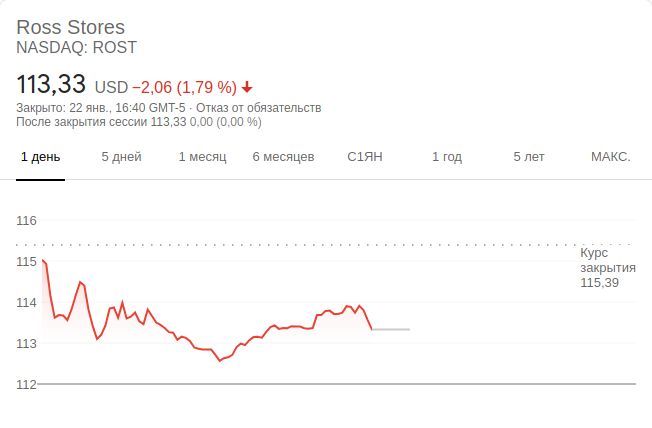 Ross Stores
NASDAQ: ROST
113,33 USD −2,06 (1,79 %)
Закрыто: 22 янв., 16:40 GMT-5 · Отказ от обязательств
После закрытия сессии 113,33 0,00 (0,00 %)
1 день 5 дней 1 месяц 6 месяцев С1ЯН 1 год 5 лет МАКС.
116
115
114
113
112
Курс
закрытия
115,39